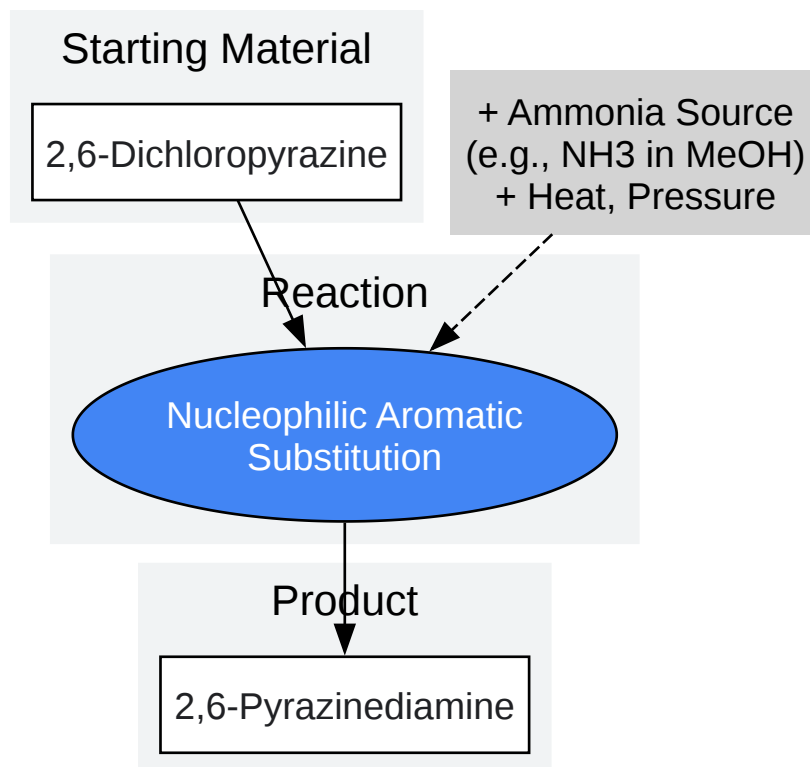 Starting Material
2,6-Dichloropyrazine
+ Ammonia Source
(e.g., NH3 in MeOH)
+ Heat, Pressure
Reaction
Nucleophilic Aromatic
Substitution
Product
2,6-Pyrazinediamine